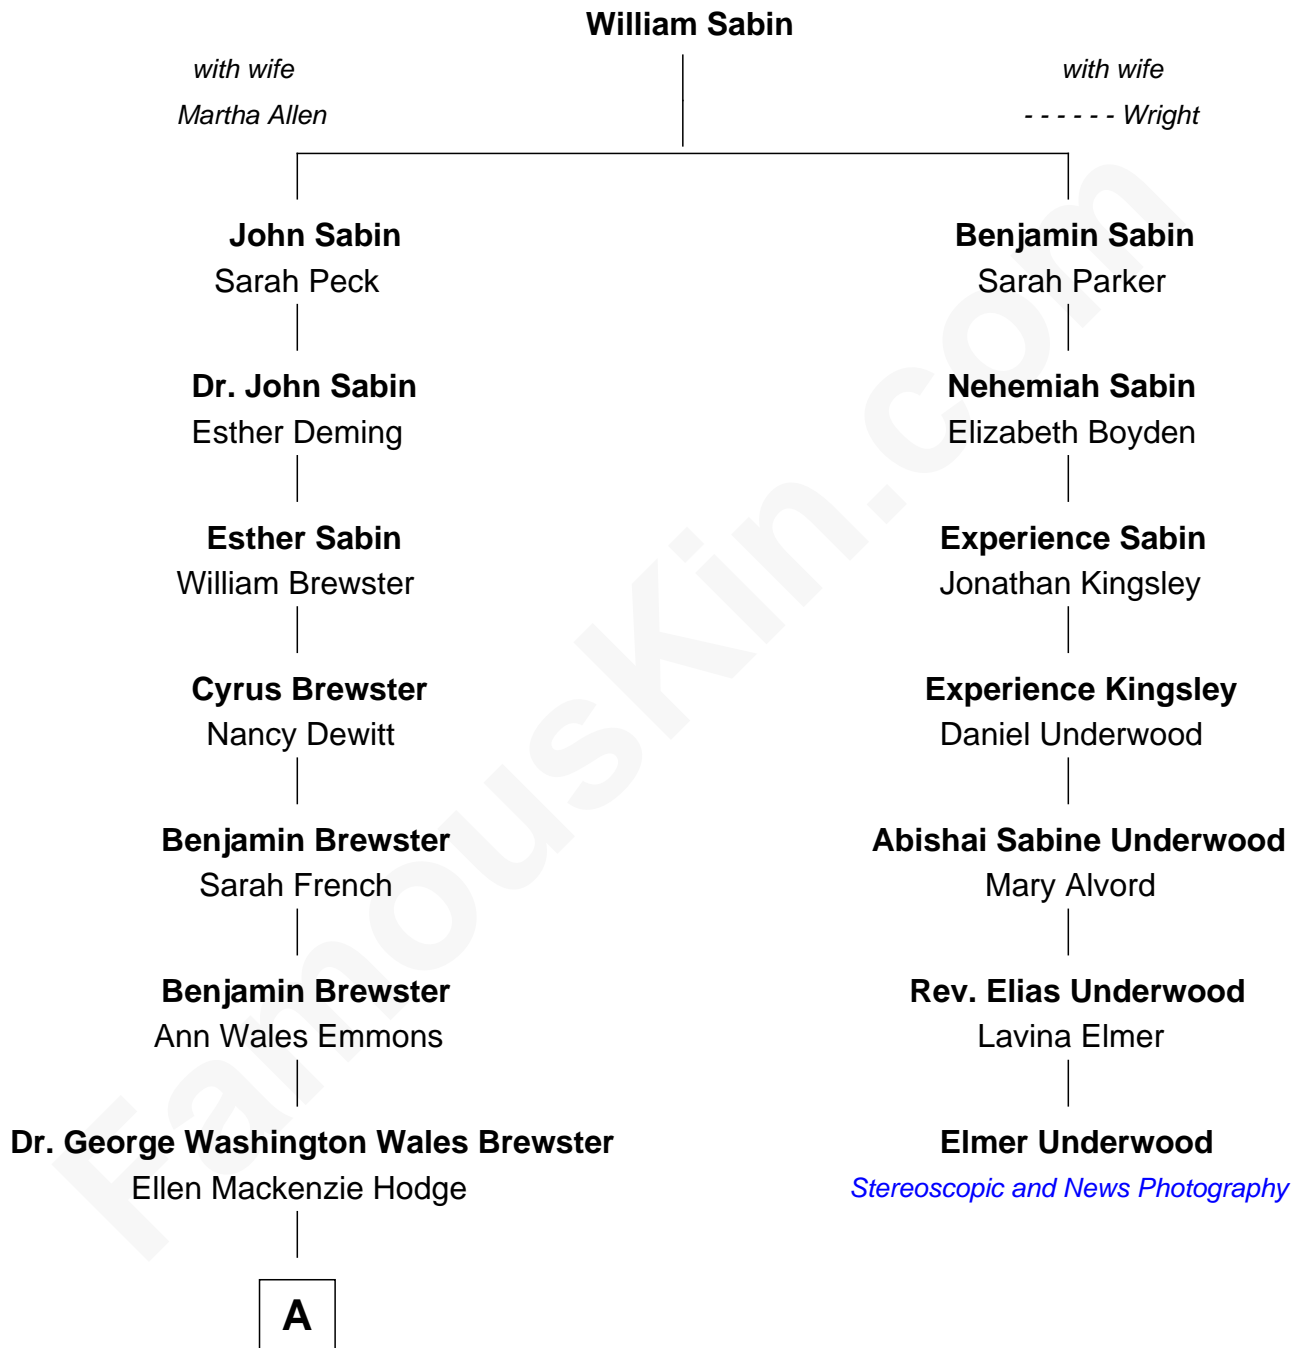 William Sabin
with wife
Martha Allen
with wife
- - - - - - Wright
John Sabin
Sarah Peck
Benjamin Sabin
Sarah Parker
Dr. John Sabin
Esther Deming
Nehemiah Sabin
Elizabeth Boyden
Esther Sabin
William Brewster
Experience Sabin
Jonathan Kingsley
Cyrus Brewster
Nancy Dewitt
Experience Kingsley
Daniel Underwood
Benjamin Brewster
Sarah French
Abishai Sabine Underwood
Mary Alvord
Benjamin Brewster
Ann Wales Emmons
Rev. Elias Underwood
Lavina Elmer
Dr. George Washington Wales Brewster
Ellen Mackenzie Hodge
Elmer Underwood
Stereoscopic and News Photography
A
FamousKin.com